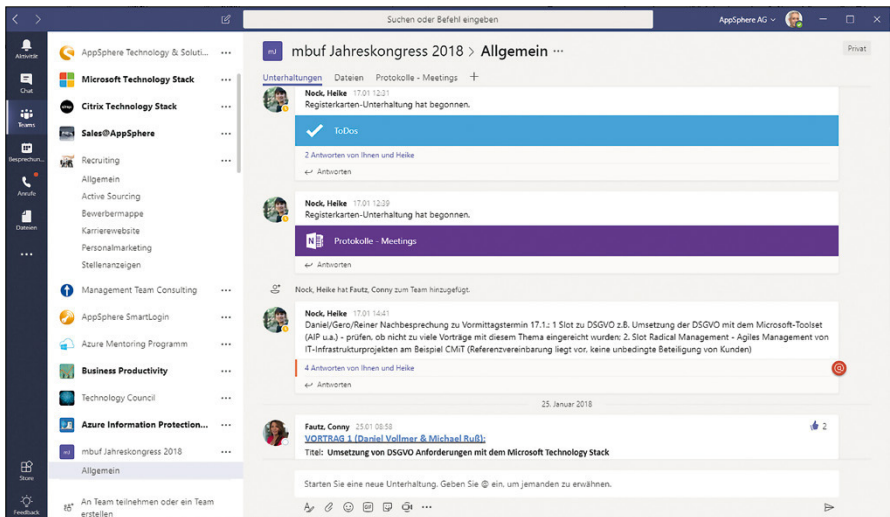 Suchen oder Befehl eingeben
AppSphere AG
Aktivität
Chat
Teams
Besprechun...
Anrufe
Dateien
Store
Feedback
AppSphere Technology & Soluti...
Microsoft Technology Stack
Citrix Technology Stack
Sales@AppSphere
Recruiting
Allgemein
Active Sourcing
Bewerbermappe
Karrierewebsite
Personalmarketing
Stellenanzeigen
Management Team Consulting
AppSphere SmartLogin
Azure Mentoring Programm
Business Productivity
Technology Council
Azure Information Protection...
mJ mbuf Jahreskongress 2018
Allgemein
An Team teilnehmen oder ein Team
erstellen
mJ mbuf Jahreskongress 2018 > Allgemein ...
Privat
Unterhaltungen Dateien Protokolle - Meetings +
Nock, Heike 17.01 12:31
Registerkarten-Unterhaltung hat begonnen.
ToDos
2 Antworten von Ihnen und Heike
Antworten
Nock, Heike 17.01 12:39
Registerkarten-Unterhaltung hat begonnen.
N Protokolle - Meetings
Antworten
Nock, Heike hat Fautz, Conny zum Team hinzugefügt.
Nock, Heike 17.01 14:41
Daniel/Gero/Reiner Nachbesprechung zu Vormittagstermin 17.1.: 1 Slot zu DSGVO z.B. Umsetzung der DSGVO mit dem Microsoft-Toolset
(AIP u.a.) - prüfen, ob nicht zu viele Vorträge mit diesem Thema eingereicht wurden; 2. Slot Radical Management - Agiles Management von
IT-Infrastrukturprojekten am Beispiel CMiT (Referenzvereinbarung liegt vor, keine unbedingte Beteiligung von Kunden)
4 Antworten von Ihnen und Heike
Antworten
25. Januar 2018
Fautz, Conny 25.01 08:58
2
VORTRAG 1 (Daniel Vollmer & Michael Ruß):
Titel: Umsetzung von DSGVO Anforderungen mit dem Microsoft Technology Stack
Starten Sie eine neue Unterhaltung. Geben Sie @ ein, um jemanden zu erwähnen.
GIF